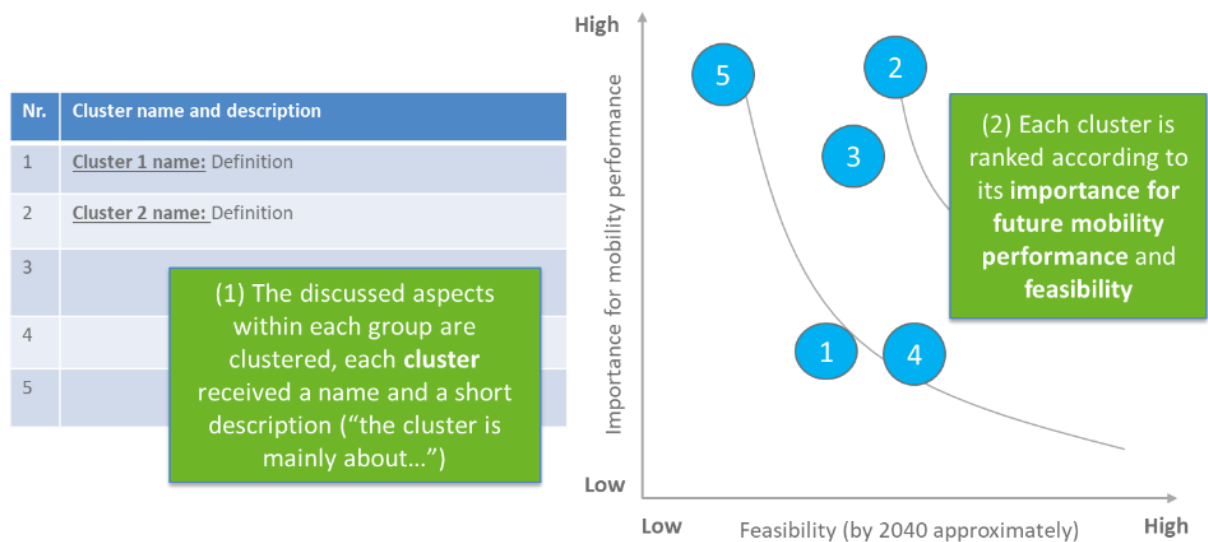 Nr. Cluster name and description
1 Cluster 1 name: Definition
2 Cluster 2 name: Definition
3
4
5
(1) The discussed aspects
within each group are
clustered, each cluster
received a name and a short
description (“the cluster is
mainly about...”)
High
Importance for mobility performance
Low
5
2
3
1
4
(2) Each cluster is
ranked according to
its importance for
future mobility
performance and
feasibility
Low
Feasibility (by 2040 approximately)
High